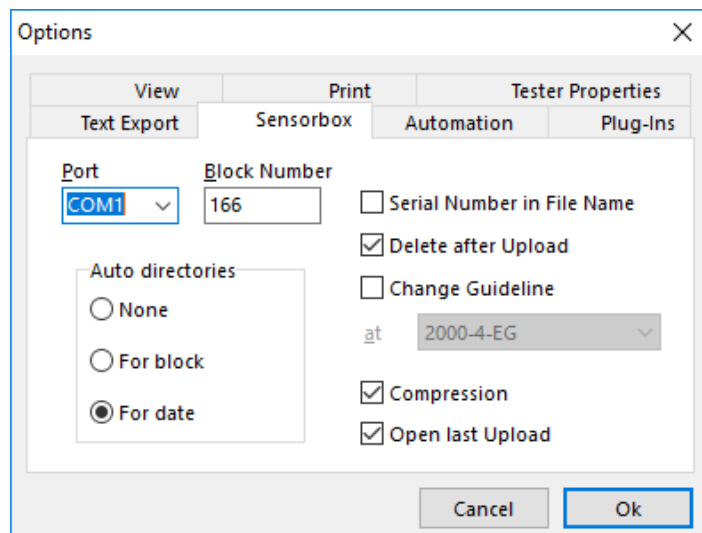 Options
View Print Tester Properties
Text Export Sensorbox Automation Plug-Ins
Port Block Number
COM1 166
Serial Number in File Name
Delete after Upload
Auto directories
Change Guideline
None
at 2000-4-EG
For block
Compression
For date
Open last Upload
Cancel Ok